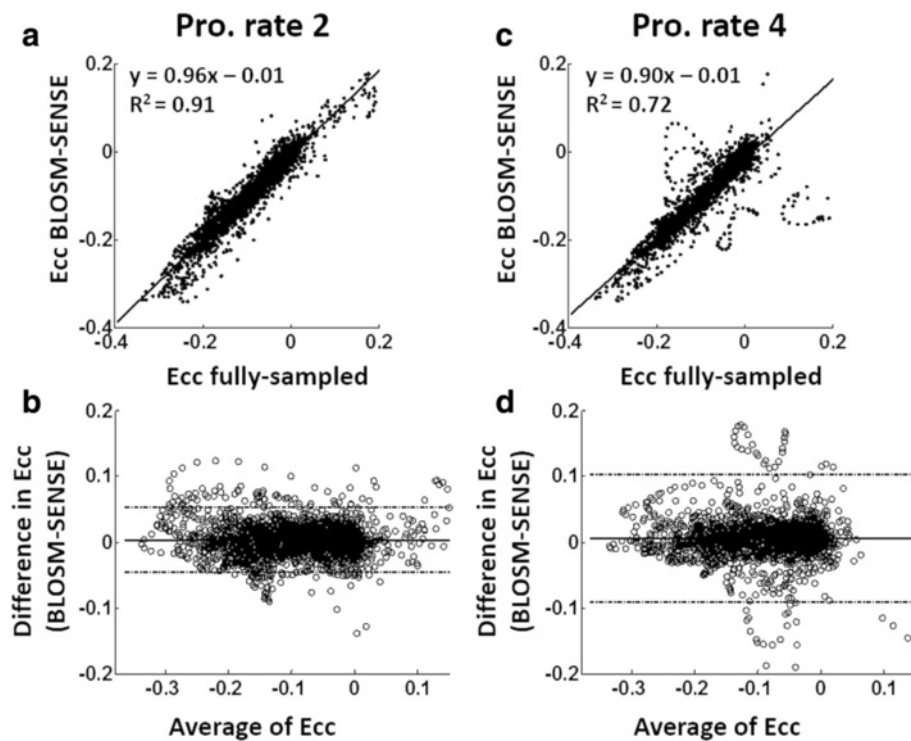 a
Pro. rate 2
0.2
0
-0.2
-0.4
-0.4
-0.2
0
0.2
Ecc BLOSM-SENSE
y = 0.96x – 0.01
R² = 0.91
Ecc fully-sampled
c
Pro. rate 4
0.2
0
-0.2
-0.4
-0.4
-0.2
0
0.2
Ecc BLOSM-SENSE
y = 0.90x – 0.01
R² = 0.72
Ecc fully-sampled
b
0.2
0.1
0
-0.1
-0.2
-0.3
-0.2
-0.1
0
0.1
Difference in Ecc
(BLOSM-SENSE)
Average of Ecc
d
0.2
0.1
0
-0.1
-0.2
-0.3
-0.2
-0.1
0
0.1
Difference in Ecc
(BLOSM-SENSE)
Average of Ecc